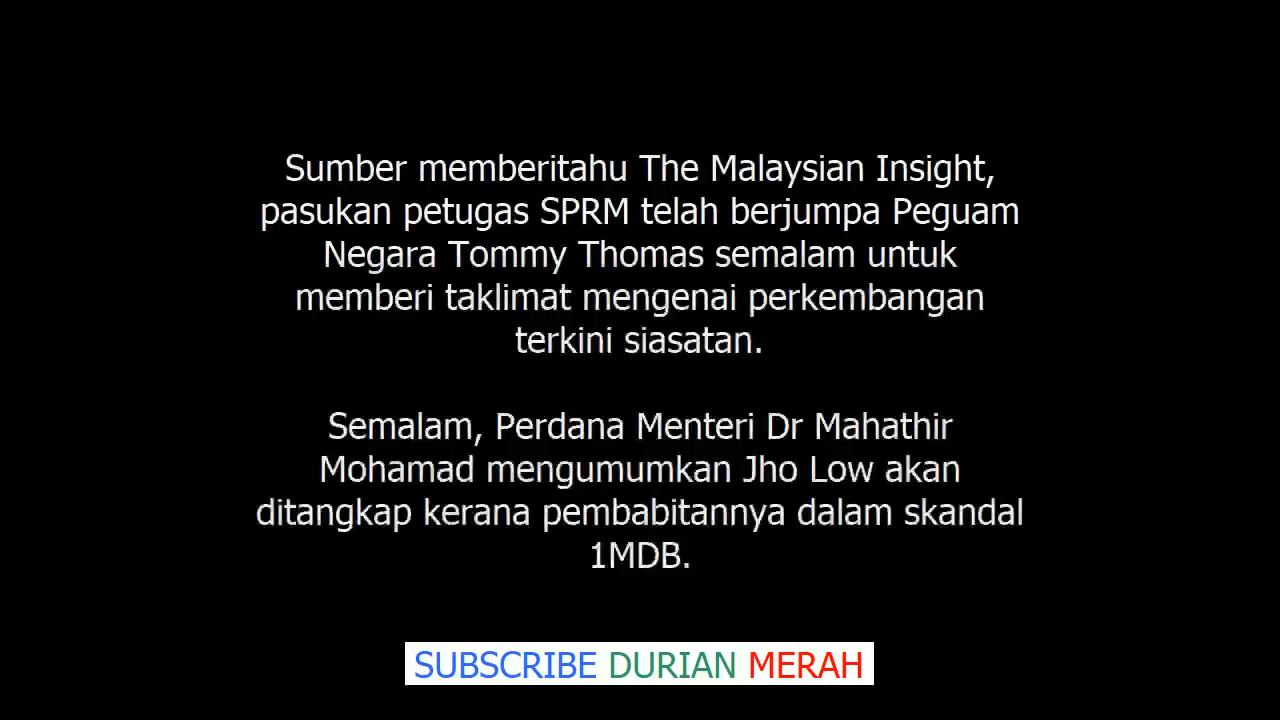 Sumber memberitahu The Malaysian Insight,
pasukan petugas SPRM telah berjumpa Peguam
Negara Tommy Thomas semalam untuk
memberi taklimat mengenai perkembangan
terkini siasatan.
Semalam, Perdana Menteri Dr Mahathir
Mohamad mengumumkan Jho Low akan
ditangkap kerana pembabitannya dalam skandal
1MDB.
SUBSCRIBE DURIAN MERAH